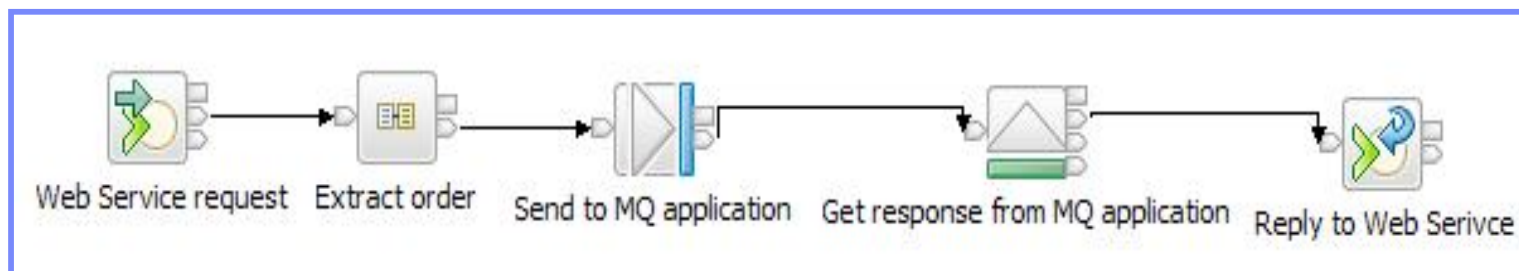 Web Service request
Extract order
Send to MQ application
Get response from MQ application
Reply to Web Serivce